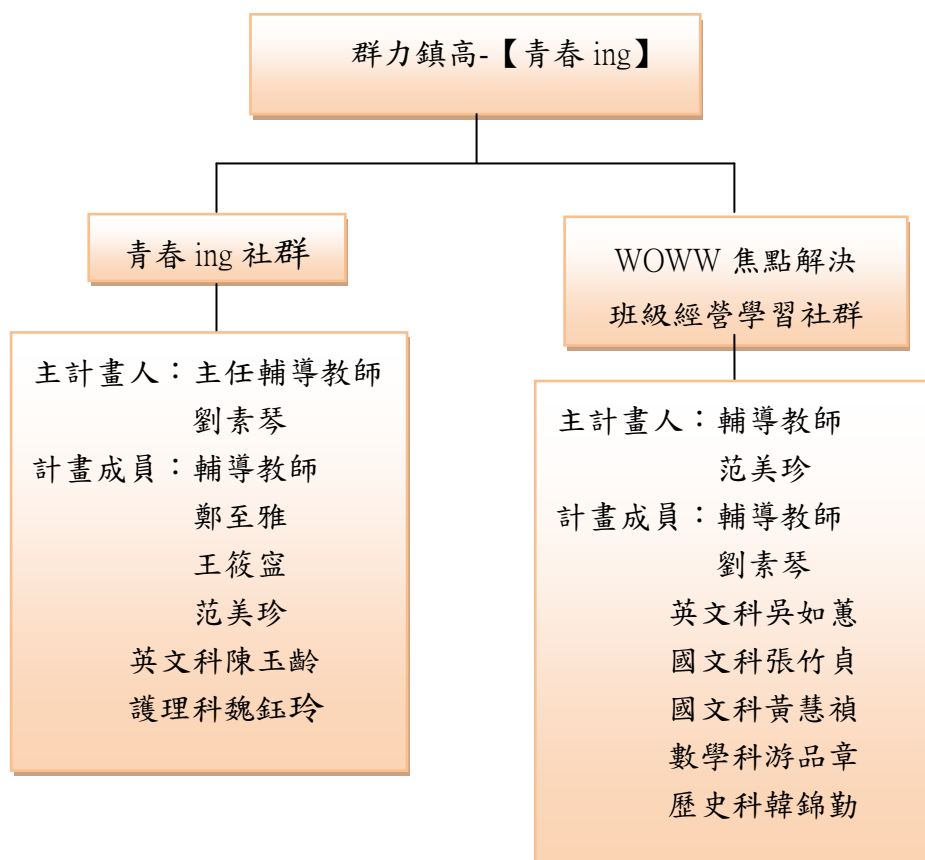 群力鎮高-【青春 ing】
青春 ing 社群
主計畫人：主任輔導教師
劉素琴
計畫成員：輔導教師
鄭至雅
王筱寍
范美珍
英文科陳玉齡
護理科魏鈺玲
WOWW 焦點解決
班級經營學習社群
主計畫人：輔導教師
范美珍
計畫成員：輔導教師
劉素琴
英文科吳如蕙
國文科張竹貞
國文科黃慧禎
數學科游品章
歷史科韓錦勤